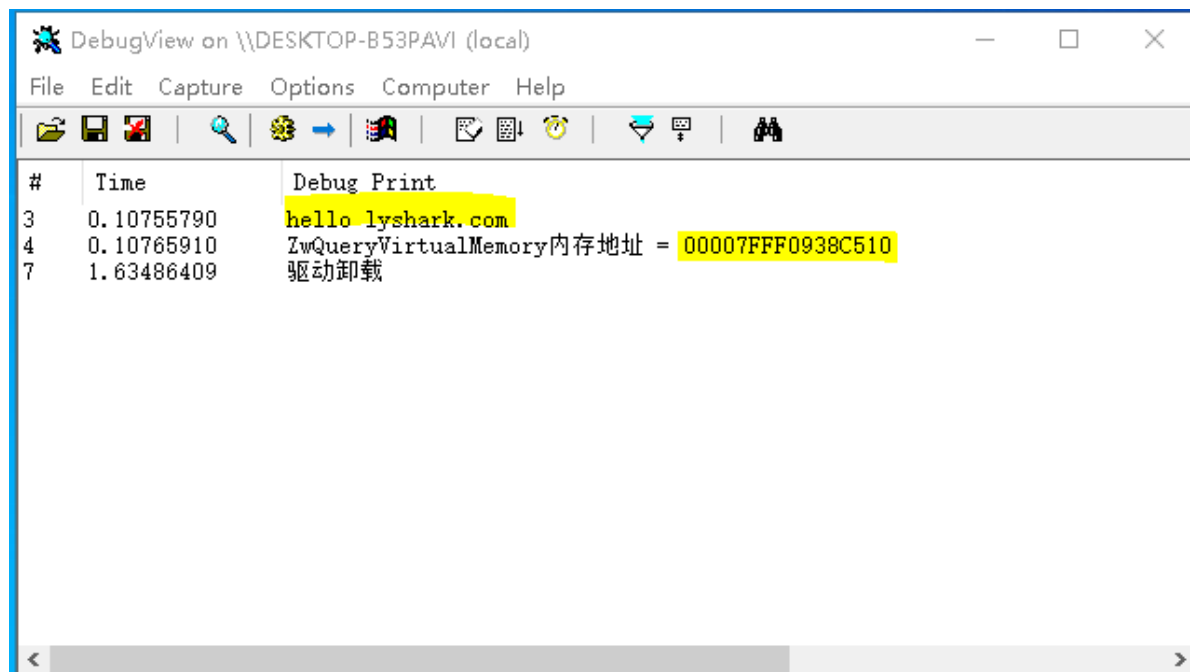 DebugView on \\DESKTOP-B53PAVI (local)
File Edit Capture Options Computer Help
# Time Debug Print
3 0.10755790 hello lyshark.com
4 0.10765910 ZwQueryVirtualMemory内存地址 = 00007FFF0938C510
7 1.63486409 驱动卸载